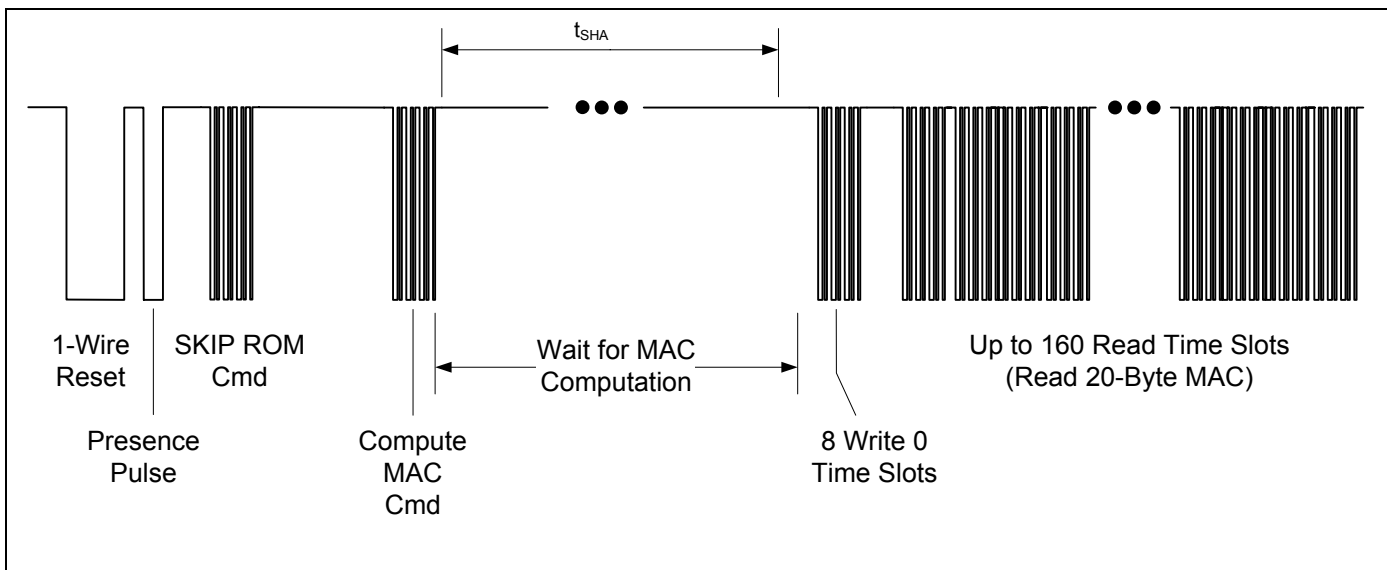 tSHA
1-Wire
Reset
SKIP ROM
Cmd
Wait for MAC
Computation
Up to 160 Read Time Slots
(Read 20-Byte MAC)
Presence
Pulse
Compute
MAC
Cmd
8 Write 0
Time Slots